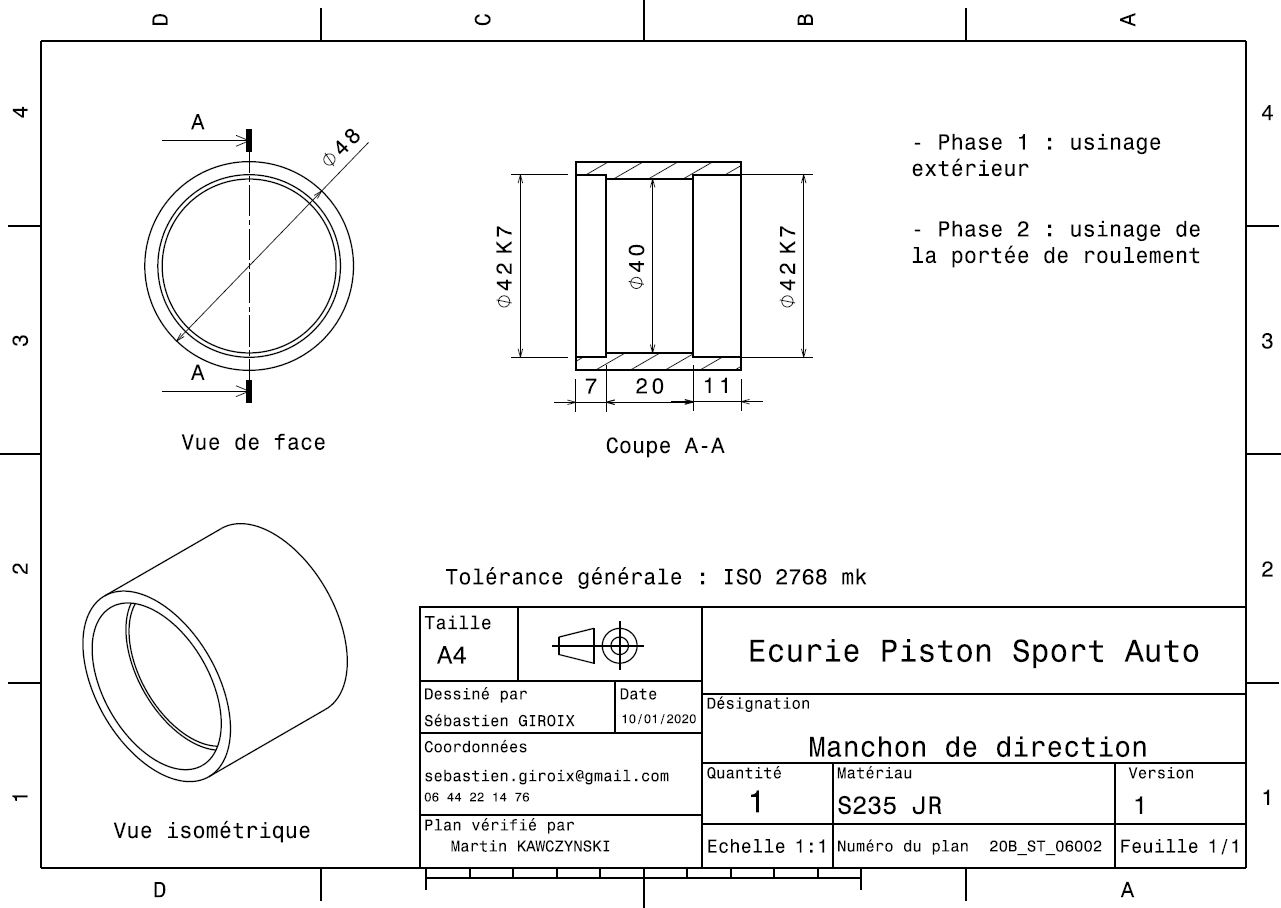 D C B A
4
4
A
⌀48
- Phase 1 : usinage
extérieur
- Phase 2 : usinage de
la portée de roulement
⌀42 K7
⌀40
⌀42 K7
3
3
A
7 20 11
Vue de face
Coupe A-A
2
2
Tolérance générale : ISO 2768 mk
Taille
A4
Ecurie Piston Sport Auto
Dessiné par
Sébastien GIROIX
Date
10/01/2020
Désignation
Manchon de direction
Coordonnées
sebastien.giroix@gmail.com
06 44 22 14 76
Quantité
1
Matériau
S235 JR
Version
1
1
1
Vue isométrique
Plan vérifié par
Martin KAWCZYNSKI
Echelle 1:1
Numéro du plan 20B_ST_06002
Feuille 1/1
D A